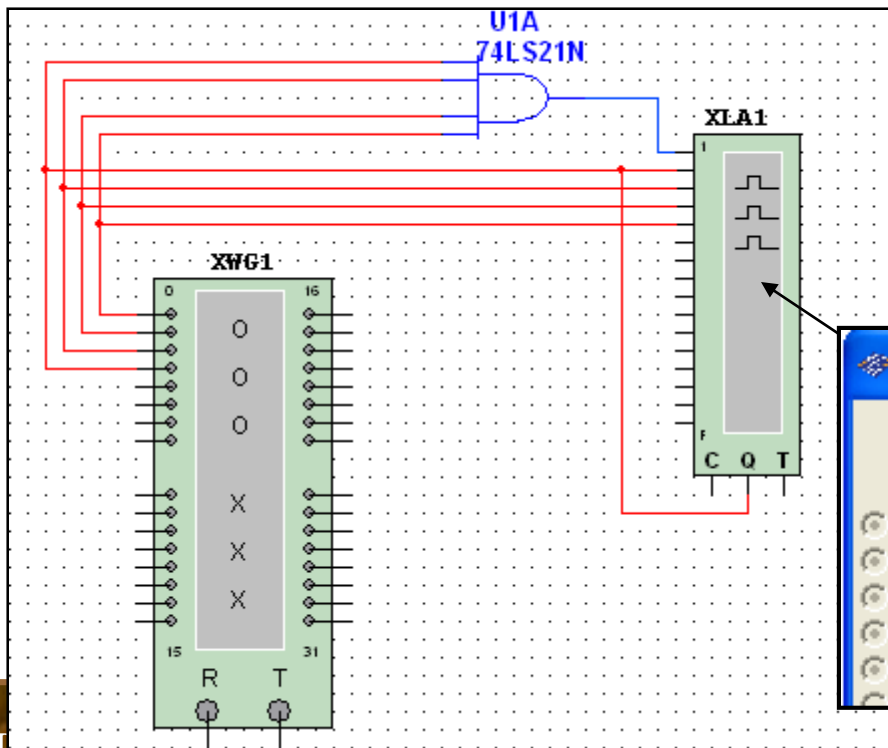 U1A
74LS21N
XLA1
1
F
C Q T
XWG1
0 16
O
O
O
X
X
X
15 31
R T